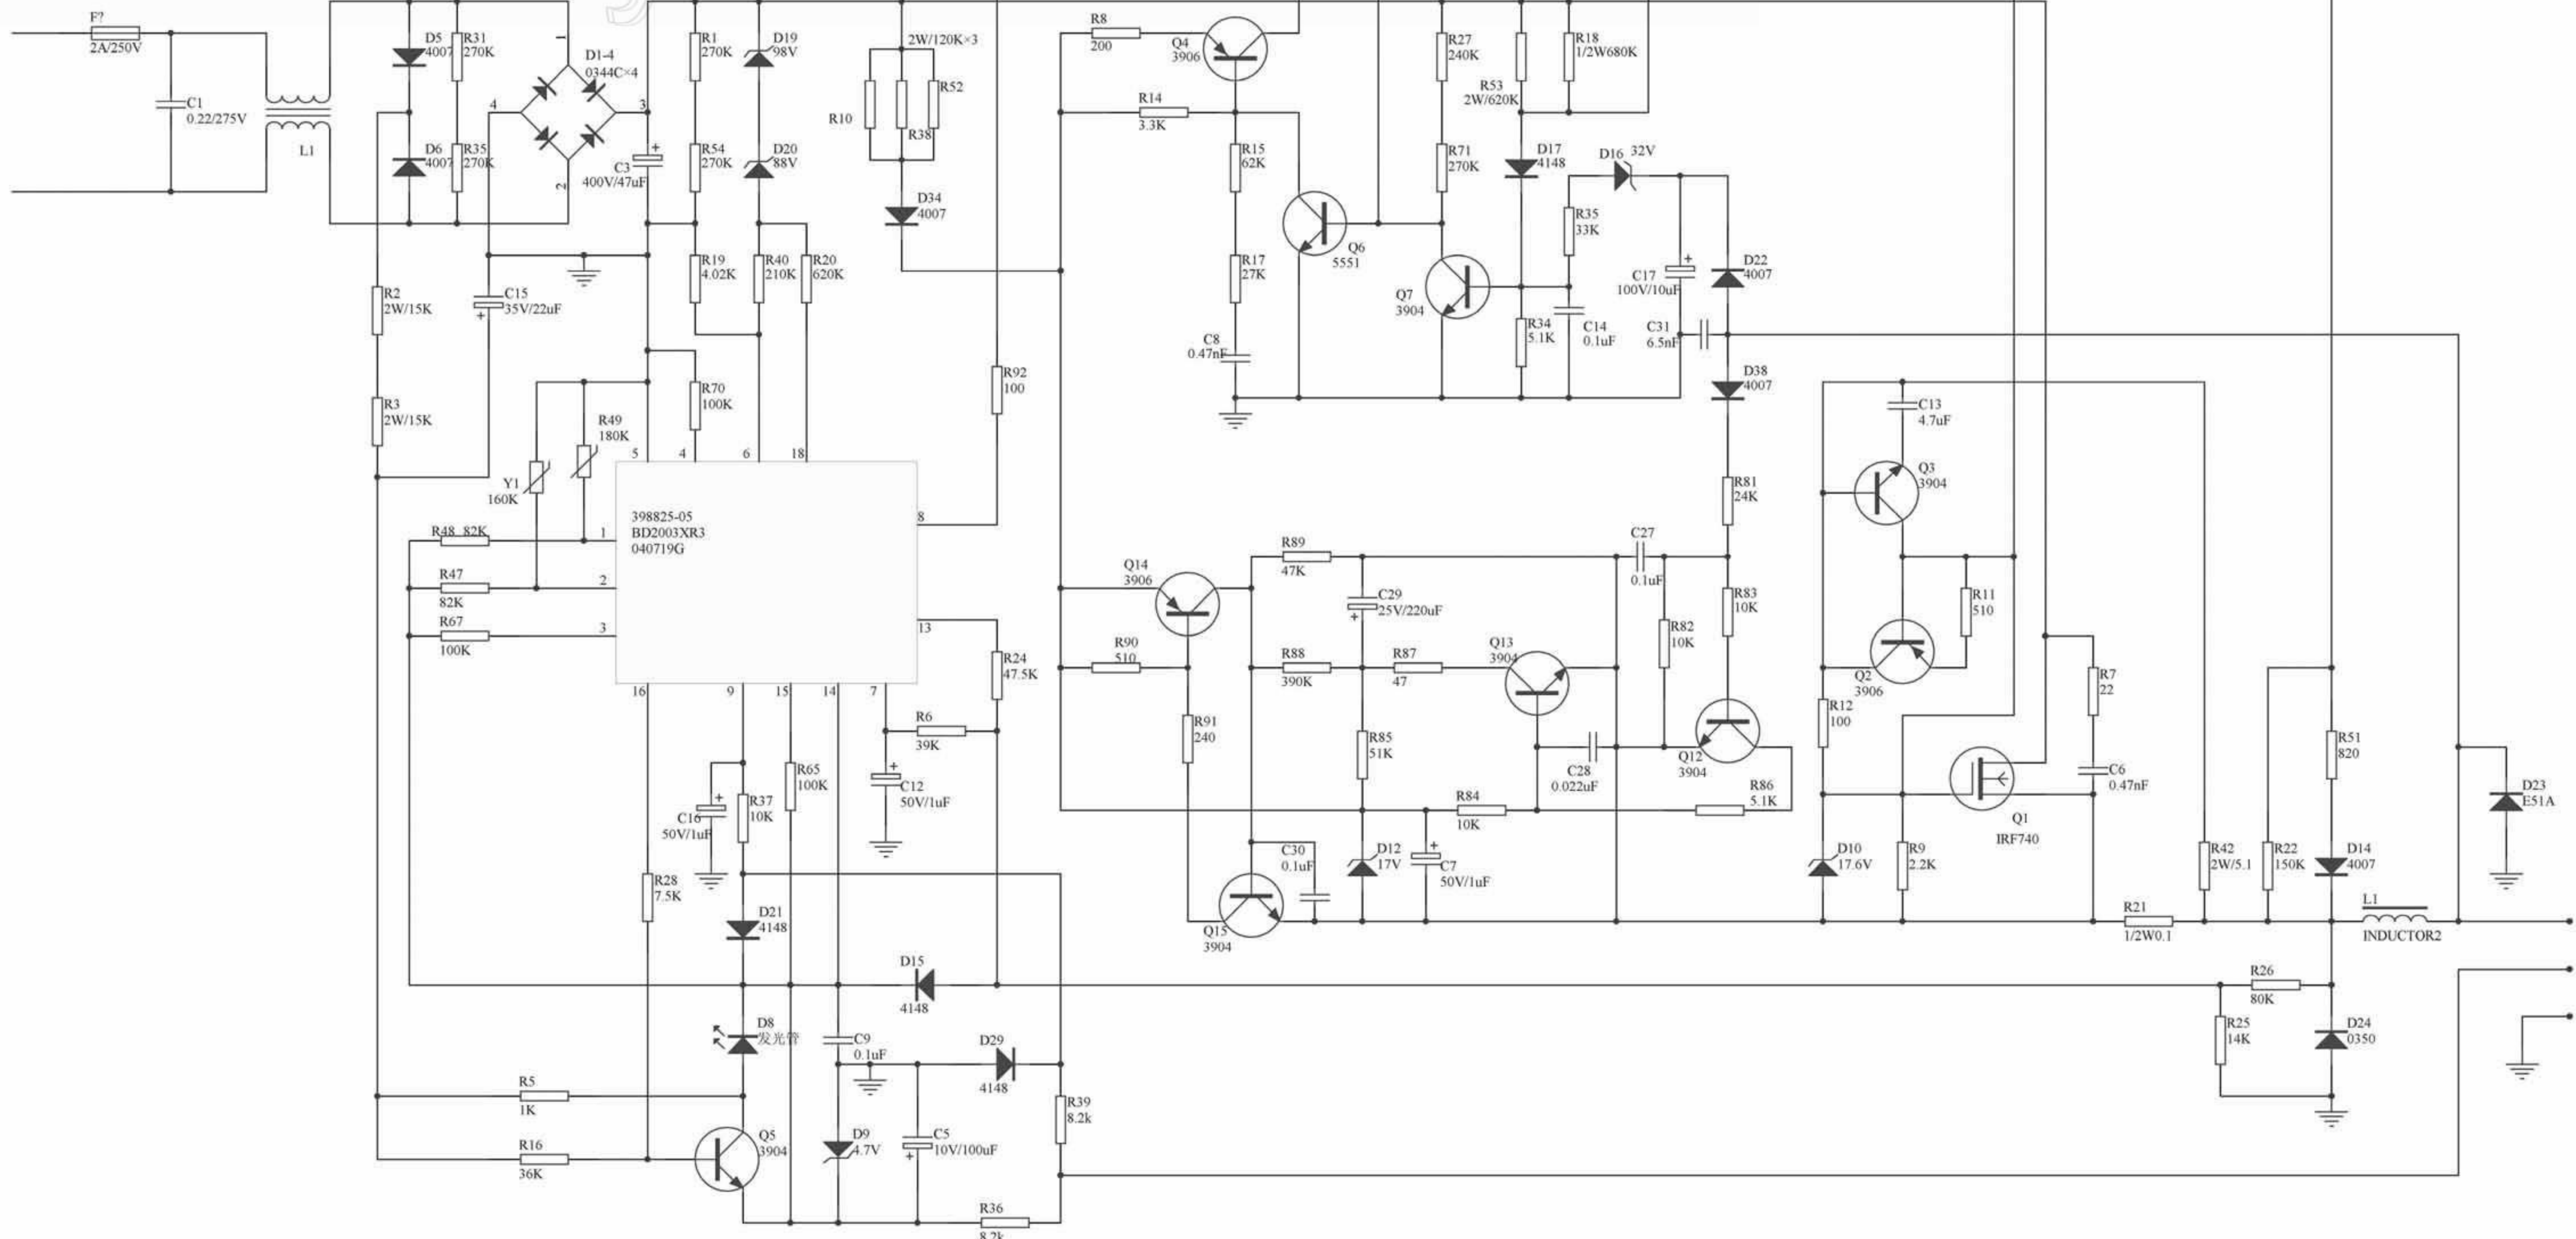 F?
2A/250V
C1
0.22/275V
L1
D5
4007
R31
270K
D6
4007
R35
270K
D1-4
0344C×4
1
4
3
2
C3
400V/47uF
R1
270K
R54
270K
D19
98V
D20
88V
2W/120K×3
R10
R38
R52
D34
4007
R19
4.02K
R40
210K
R20
620K
C15
35V/22uF
R2
2W/15K
R3
2W/15K
R70
100K
R49
180K
Y1
160K
R92
100
5
4
6
18
398825-05
BD2003XR3
040719G
8
13
1
2
3
16
9
15
14
7
R48 82K
R47
82K
R67
100K
R24
47.5K
R6
39K
C12
50V/1uF
R65
100K
R37
10K
C16
50V/1uF
R28
7.5K
D21
4148
D15
4148
D8
发光管
C9
0.1uF
D29
4148
R5
1K
R16
36K
Q5
3904
D9
4.7V
C5
10V/100uF
R39
8.2k
R36
8.2k
R8
200
Q4
3906
R14
3.3K
R15
62K
R17
27K
C8
0.47nF
Q6
5551
R27
240K
R71
270K
Q7
3904
R53
2W/620K
R18
1/2W680K
D17
4148
D16 32V
R35
33K
R34
5.1K
C14
0.1uF
C17
100V/10uF
D22
4007
C31
6.5nF
D38
4007
R81
24K
C27
0.1uF
R83
10K
R82
10K
Q14
3906
R89
47K
C29
25V/220uF
R90
510
R88
390K
R87
47
Q13
3904
R91
240
R85
51K
C28
0.022uF
Q12
3904
R86
5.1K
R84
10K
D12
17V
C7
50V/1uF
C30
0.1uF
Q15
3904
C13
4.7uF
Q3
3904
R11
510
Q2
3906
R12
100
R7
22
C6
0.47nF
Q1
IRF740
D10
17.6V
R9
2.2K
R42
2W/5.1
R22
150K
R51
820
D14
4007
D23
E51A
R21
1/2W0.1
L1
INDUCTOR2
R26
80K
R25
14K
D24
0350